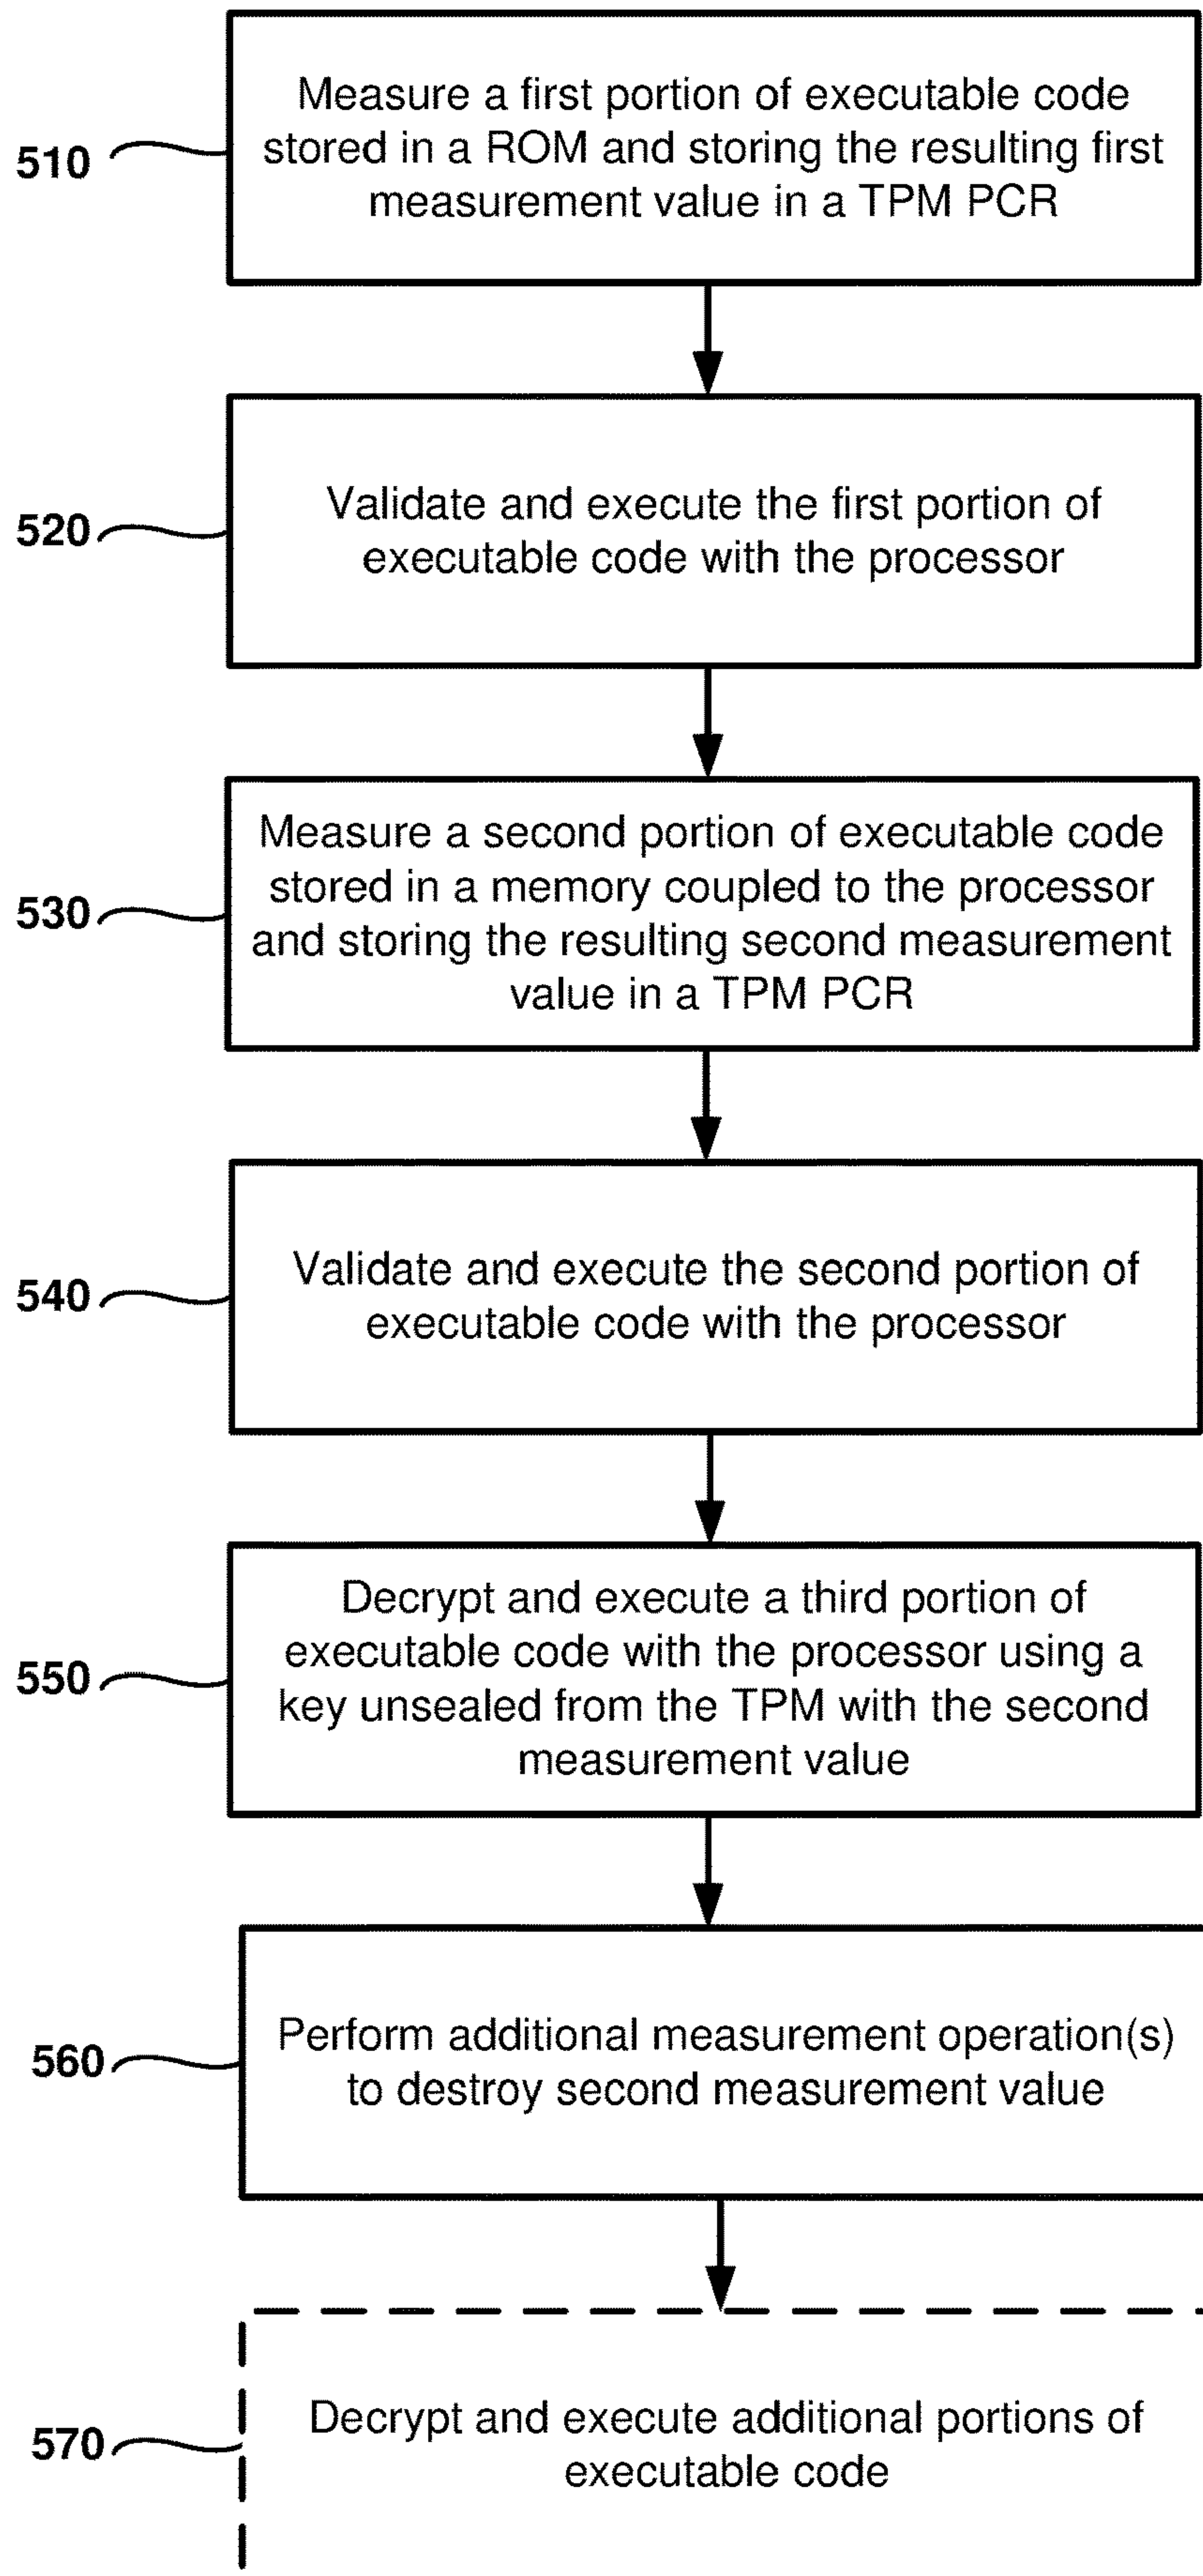 510
Measure a first portion of executable code
stored in a ROM and storing the resulting first
measurement value in a TPM PCR
520
Validate and execute the first portion of
executable code with the processor
530
Measure a second portion of executable code
stored in a memory coupled to the processor
and storing the resulting second measurement
value in a TPM PCR
540
Validate and execute the second portion of
executable code with the processor
550
Decrypt and execute a third portion of
executable code with the processor using a
key unsealed from the TPM with the second
measurement value
560
Perform additional measurement operation(s)
to destroy second measurement value
570
Decrypt and execute additional portions of
executable code